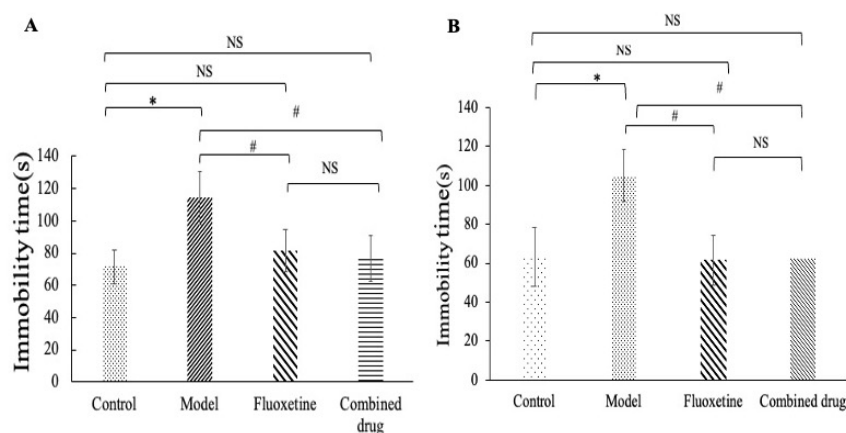 A
NS
NS
*
#
#
NS
Immobility time(s)
140
120
100
80
60
40
20
0
Control
Model
Fluoxetine
Combined
drug
B
NS
NS
*
#
#
NS
Immobility time(s)
140
120
100
80
60
40
20
0
Control
Model
Fluoxetine
Combined drug